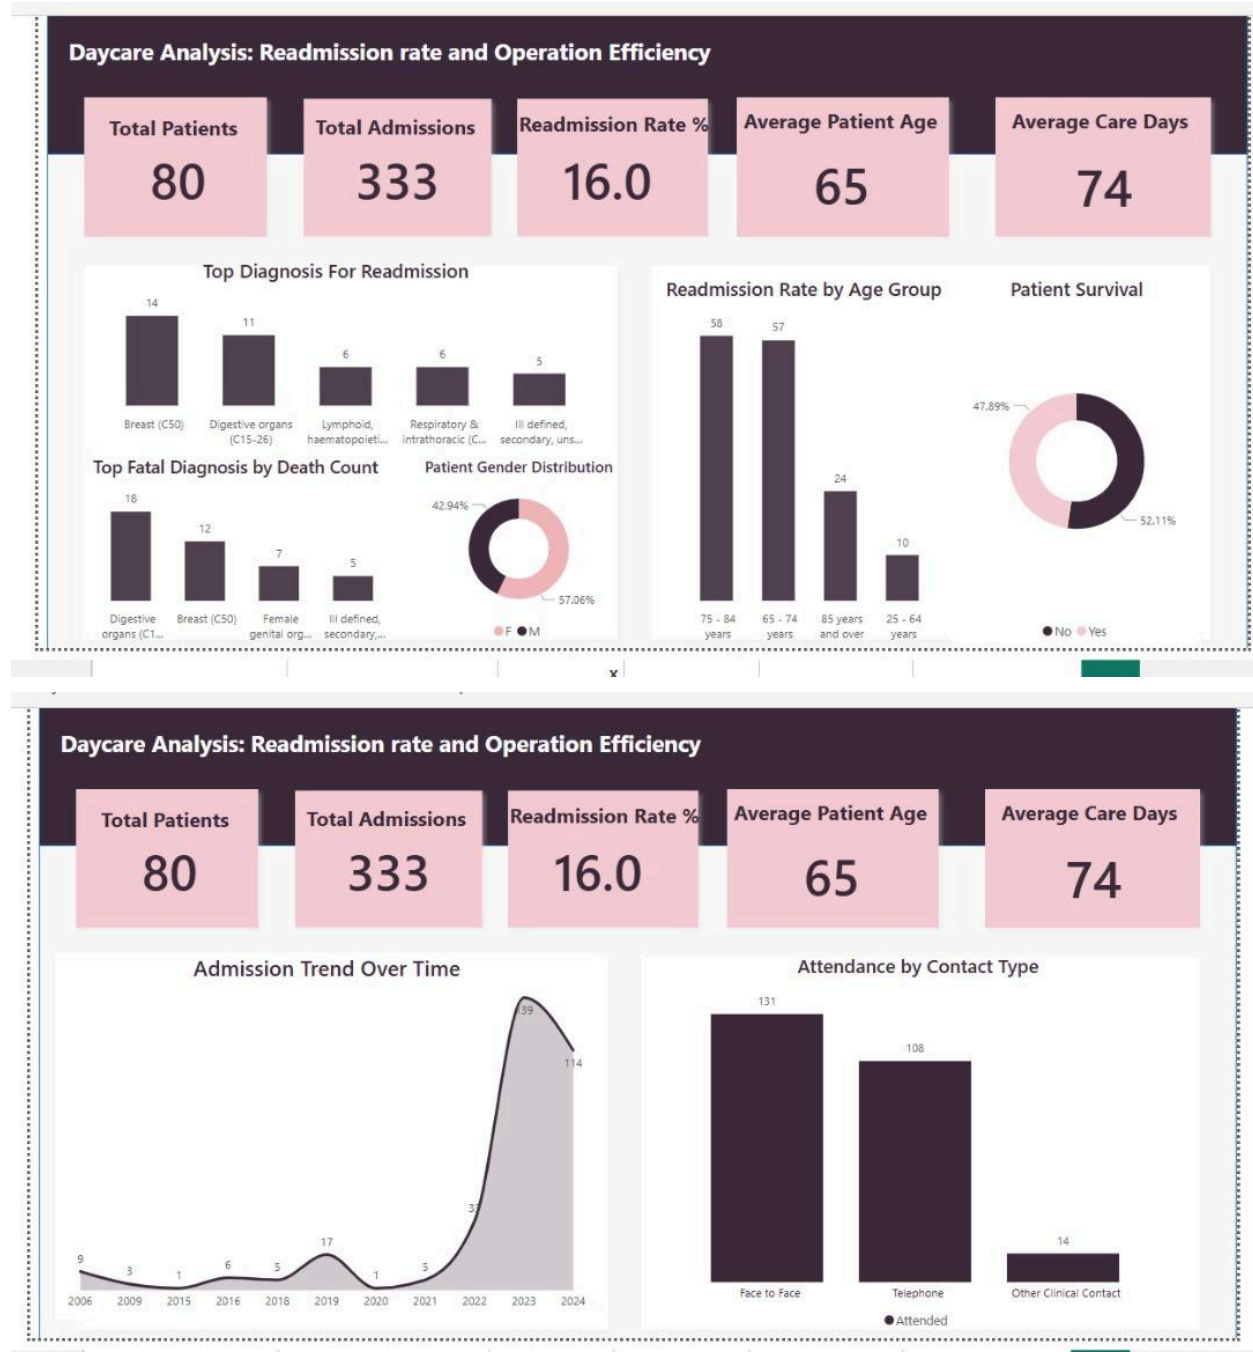 Daycare Analysis: Readmission rate and Operation Efficiency
Total Patients
80
Total Admissions
333
Readmission Rate %
16.0
Average Patient Age
65
Average Care Days
74
Top Diagnosis For Readmission
14
11
6
6
5
Breast (C50)
Digestive organs
(C15-26)
Lymphoid,
haematopoieti...
Respiratory &
intrathoracic (C...
Ill defined,
secondary, uns...
Top Fatal Diagnosis by Death Count
18
12
7
5
Digestive
organs (C1...
Breast (C50)
Female
genital org...
Ill defined,
secondary,...
Patient Gender Distribution
42.94%
57.06%
F M
Readmission Rate by Age Group
58
57
24
10
75 - 84
years
65 - 74
years
85 years
and over
25 - 64
years
Patient Survival
47.89%
52.11%
No Yes
x
Daycare Analysis: Readmission rate and Operation Efficiency
Total Patients
80
Total Admissions
333
Readmission Rate %
16.0
Average Patient Age
65
Average Care Days
74
Admission Trend Over Time
9
3
1
6
5
17
1
5
139
114
2006 2009 2015 2016 2018 2019 2020 2021 2022 2023 2024
Attendance by Contact Type
131
108
14
Face to Face
Telephone
Other Clinical Contact
Attended